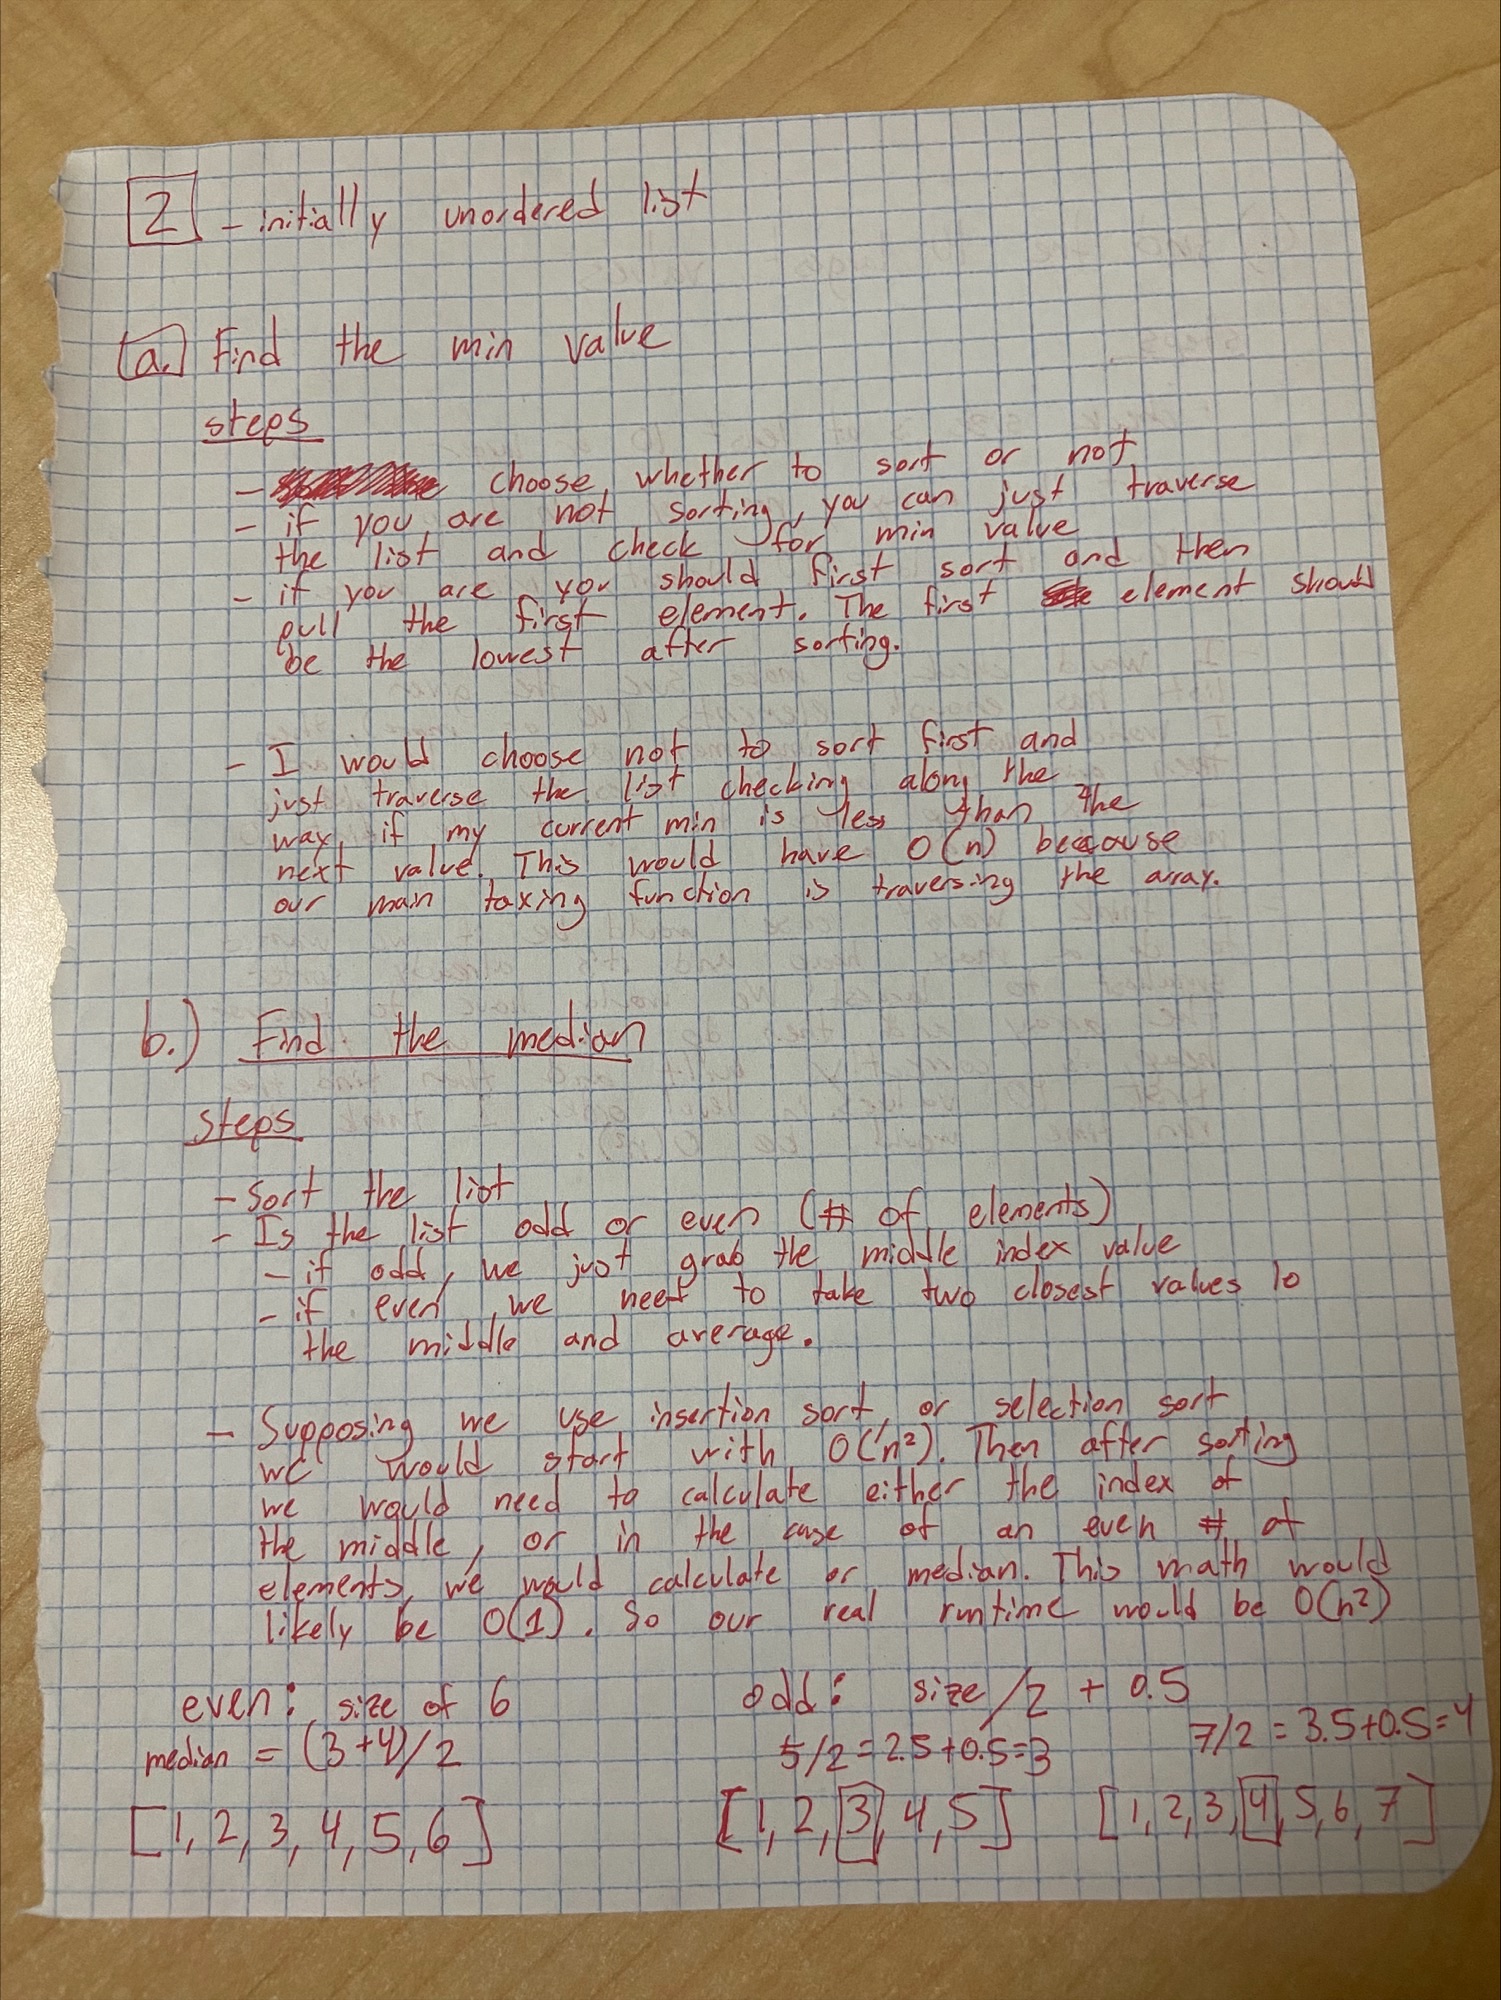 2 - initially unordered list
a. Find the min value
steps
- choose whether to sort or not
- if you are not sorting, you can just traverse
the list and check for min value
- if you are you should first sort and then
pull the first element. The first element should
be the lowest after sorting.
- I would choose not to sort first and
just traverse the list checking along the
way if my current min is less than the
next value. This would have O(n) because
our main taxing function is traversing the array.
b.) Find the median
steps
- Sort the list
- Is the list odd or even (# of elements)
- if odd, we just grab the middle index value
- if even, we need to take two closest values to
the middle and average.
- Supposing we use insertion sort, or selection sort
we would start with O(n²). Then after sorting
we would need to calculate either the index of
the middle, or in the case of an even # of
elements, we would calculate or median. This math would
likely be O(1). So our real runtime would be O(n²)
even: size of 6
median = (3+4)/2
[1, 2, 3, 4, 5, 6]
odd: size/2 + 0.5
5/2 = 2.5 + 0.5 = 3
7/2 = 3.5 + 0.5 = 4
[1, 2, 3, 4, 5]
[1, 2, 3, 4, 5, 6, 7]